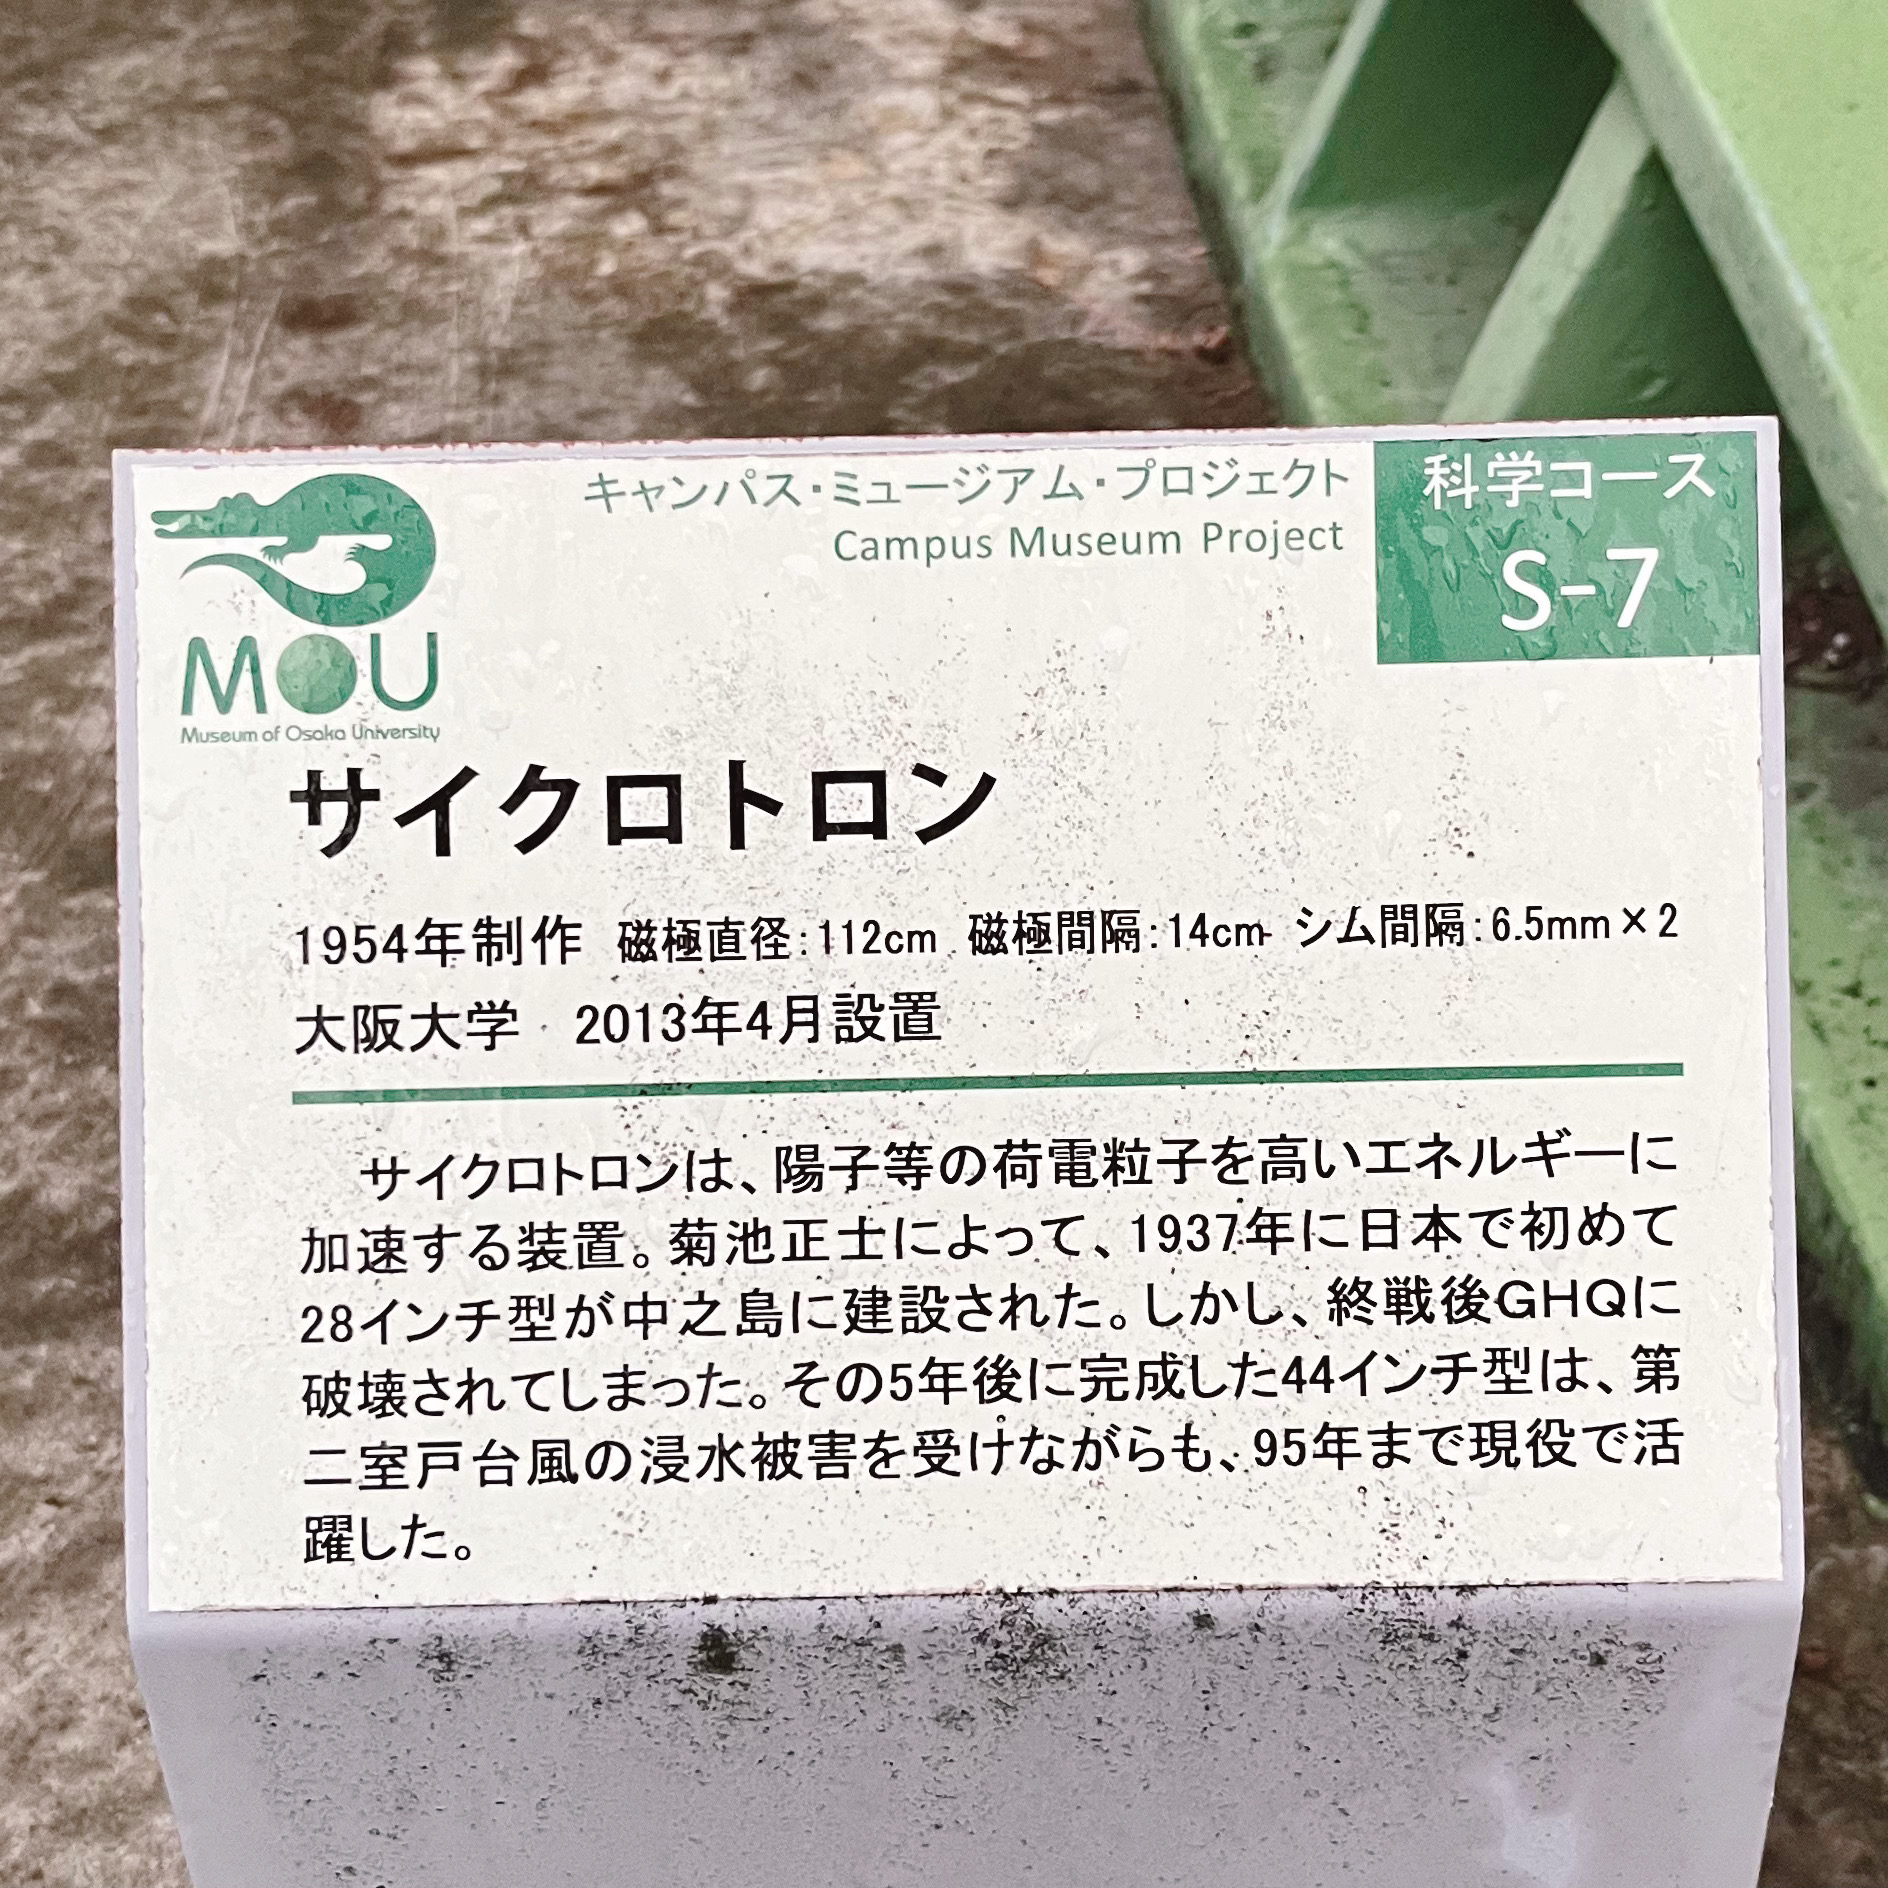 キャンパス・ミュージアム・プロジェクト
Campus Museum Project
科学コース
S-7
MOU
Museum of Osaka University
サイクロトロン
1954年制作 磁極直径:112cm 磁極間隔:14cm シム間隔:6.5mm×2
大阪大学 2013年4月設置
サイクロトロンは、陽子等の荷電粒子を高いエネルギーに
加速する装置。菊池正士によって、1937年に日本で初めて
28インチ型が中之島に建設された。しかし、終戦後GHQに
破壊されてしまった。その5年後に完成した44インチ型は、第
二室戸台風の浸水被害を受けながらも、95年まで現役で活
躍した。